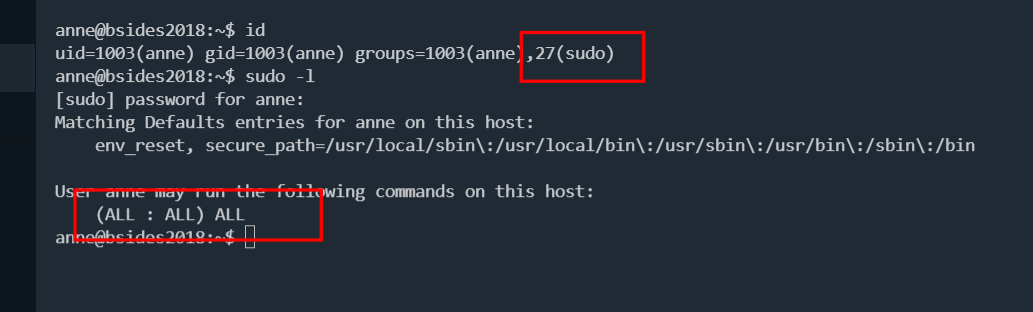 anne@bsides2018:~$ id
uid=1003(anne) gid=1003(anne) groups=1003(anne),27(sudo)
anne@bsides2018:~$ sudo -l
[sudo] password for anne:
Matching Defaults entries for anne on this host:
    env_reset, secure_path=/usr/local/sbin\:/usr/local/bin\:/usr/sbin\:/usr/bin\:/sbin\:/bin

User anne may run the following commands on this host:
    (ALL : ALL) ALL
anne@bsides2018:~$